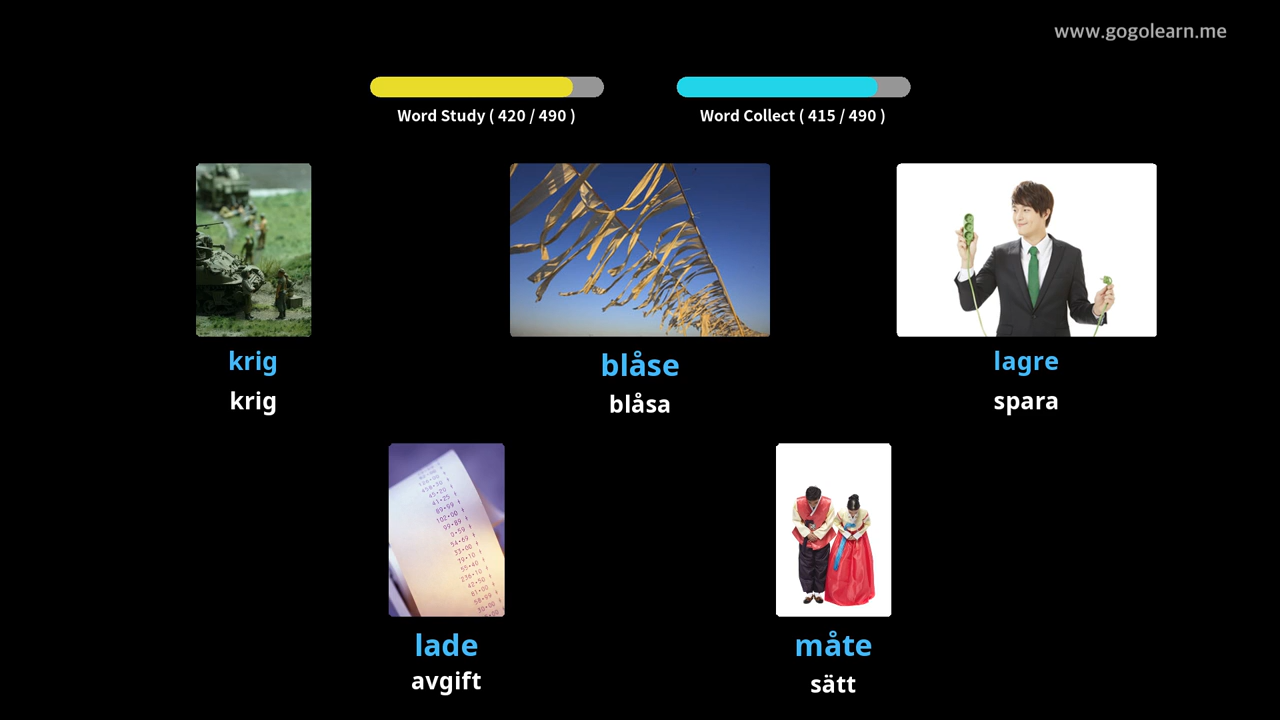 www.gogolearn.me
Word Study ( 420 / 490 )
Word Collect ( 415 / 490 )
krig
krig
blåse
blåsa
lagre
spara
lade
avgift
måte
sätt